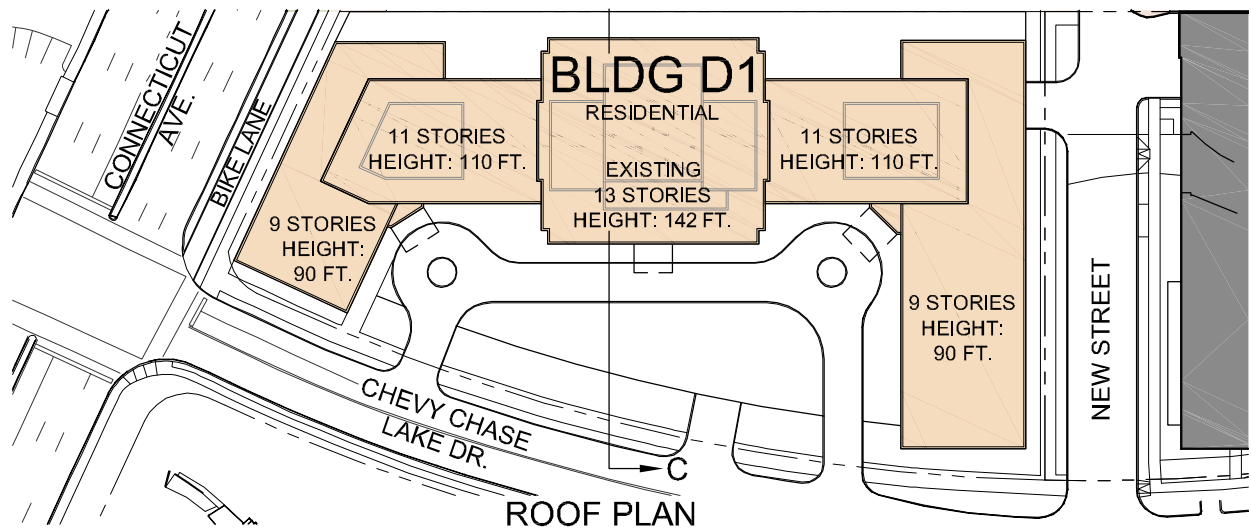 CONNECTICUT
AVE.
BIKE LANE
BLDG D1
RESIDENTIAL
11 STORIES
HEIGHT: 110 FT.
EXISTING
13 STORIES
HEIGHT: 142 FT.
11 STORIES
HEIGHT: 110 FT.
9 STORIES
HEIGHT:
90 FT.
9 STORIES
HEIGHT:
90 FT.
NEW STREET
CHEVY CHASE
LAKE DR.
C
ROOF PLAN